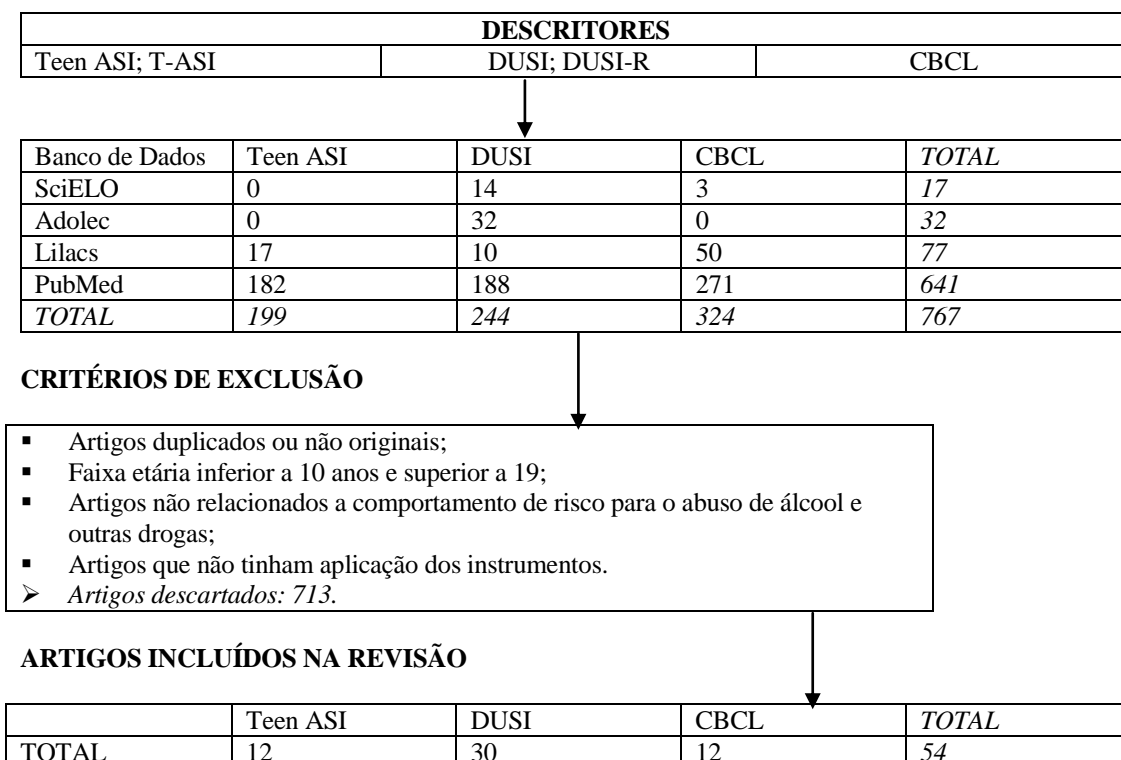 DESCRITORES
Teen ASI; T-ASI DUSI; DUSI-R CBCL
Banco de Dados Teen ASI DUSI CBCL TOTAL
SciELO 0 14 3 17
Adolec 0 32 0 32
Lilacs 17 10 50 77
PubMed 182 188 271 641
TOTAL 199 244 324 767
CRITÉRIOS DE EXCLUSÃO
▪ Artigos duplicados ou não originais;
▪ Faixa etária inferior a 10 anos e superior a 19;
▪ Artigos não relacionados a comportamento de risco para o abuso de álcool e
outras drogas;
▪ Artigos que não tinham aplicação dos instrumentos.
➢ Artigos descartados: 713.
ARTIGOS INCLUÍDOS NA REVISÃO
Teen ASI DUSI CBCL TOTAL
TOTAL 12 30 12 54